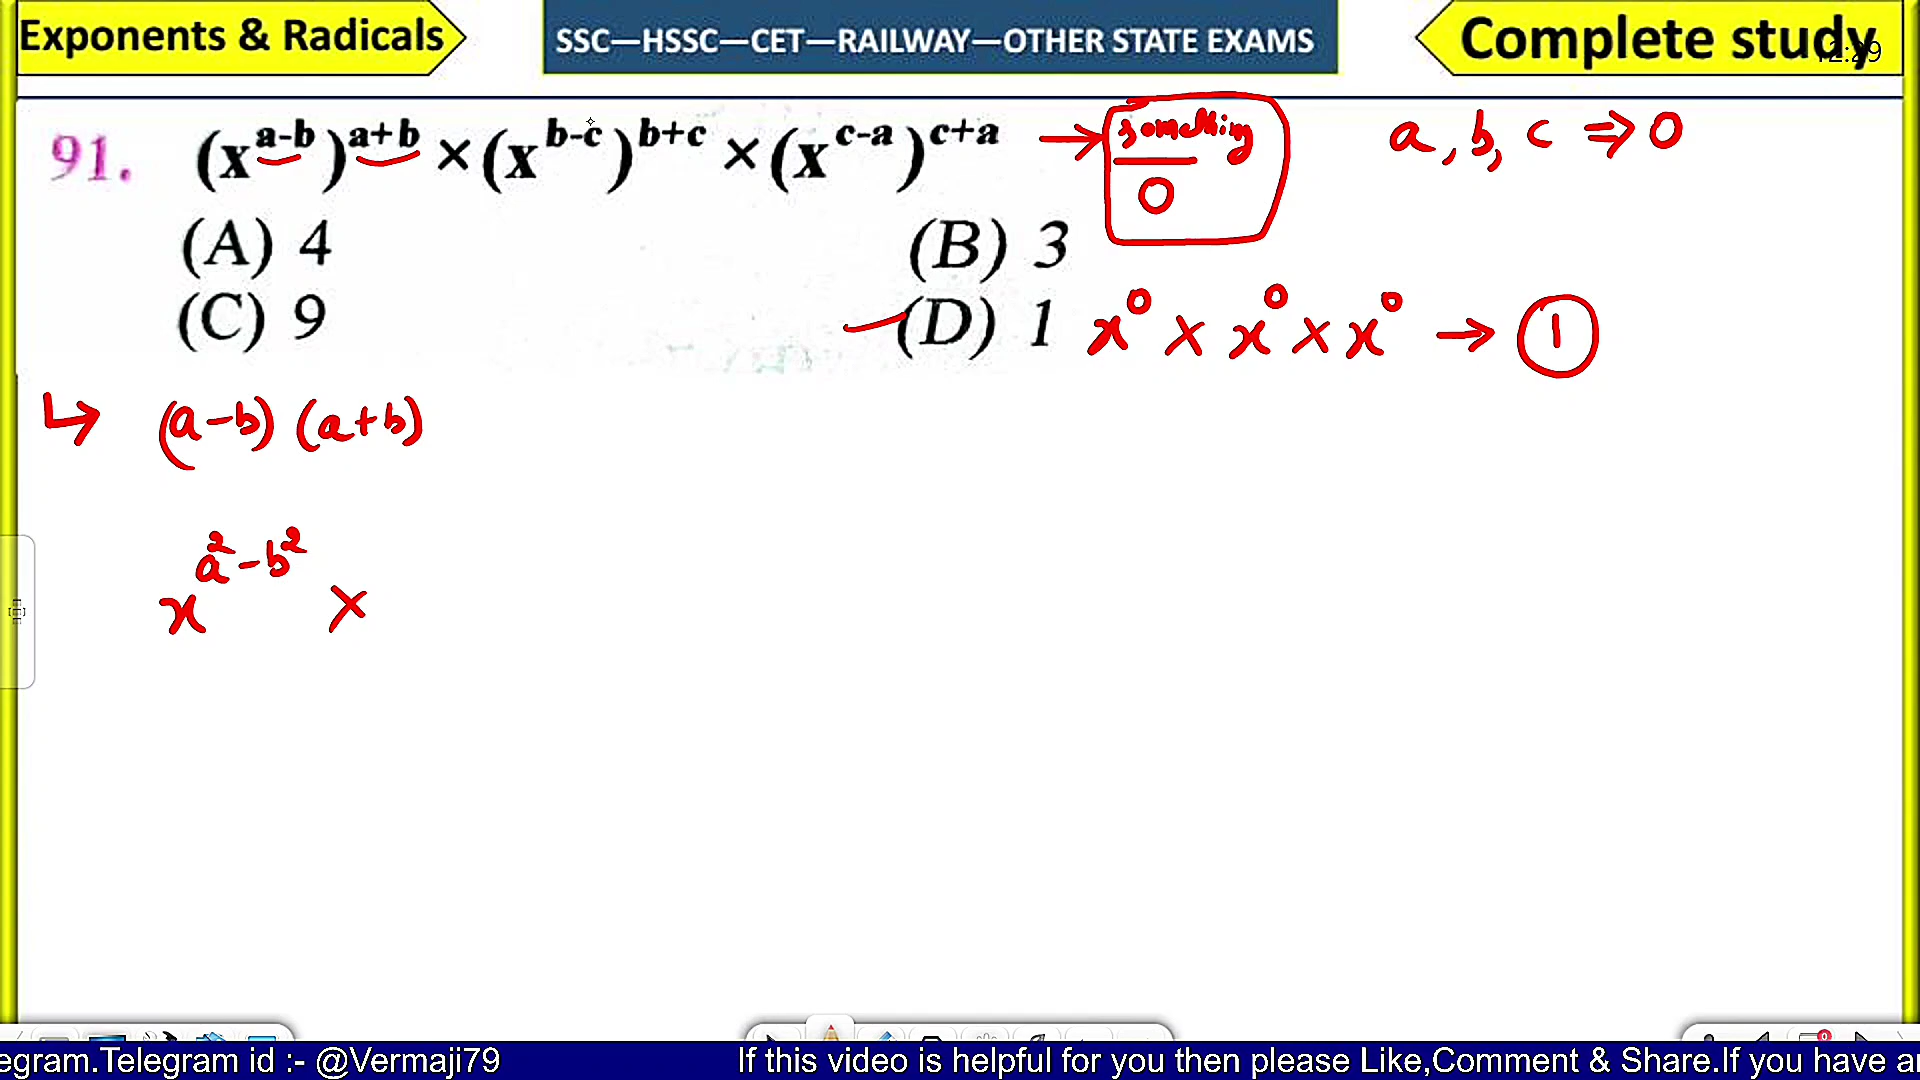 Exponents & Radicals
SSC—HSSC—CET—RAILWAY—OTHER STATE EXAMS
Complete study
12:29
91. (x^{a-b})^{a+b} ×(x^{b-c})^{b+c} ×(x^{c-a})^{c+a} → something/0 a, b, c ⇒ 0
(A) 4 (B) 3
(C) 9 (D) 1 x^0 × x^0 × x^0 → 1
↳ (a-b) (a+b)
x^{a²-b²} ×
egram.Telegram id :- @Vermaji79 If this video is helpful for you then please Like,Comment & Share.If you have a